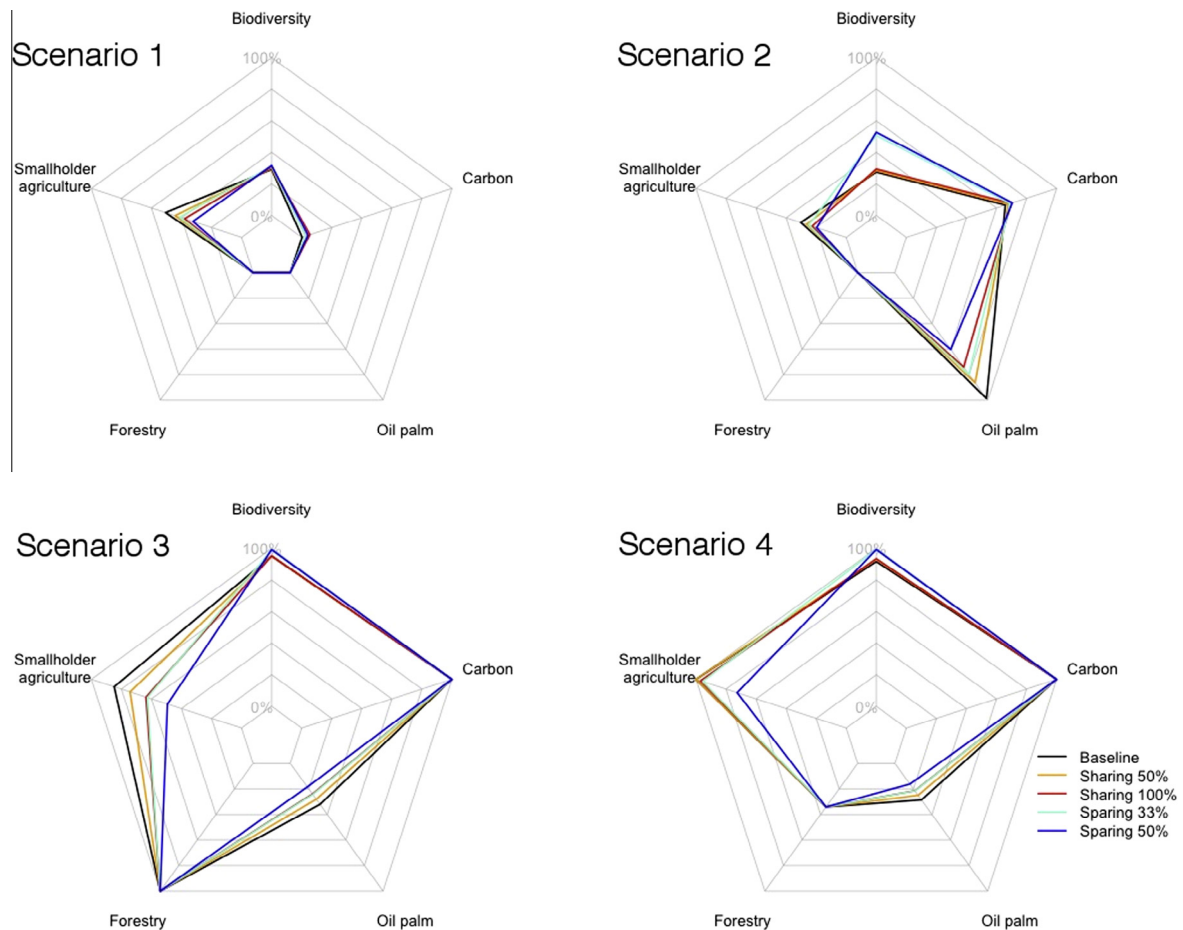 Biodiversity
Scenario 1
100%
Smallholder
agriculture
Carbon
0%
Forestry
Oil palm
Biodiversity
Scenario 2
100%
Smallholder
agriculture
Carbon
0%
Forestry
Oil palm
Biodiversity
Scenario 3
100%
Smallholder
agriculture
Carbon
0%
Forestry
Oil palm
Biodiversity
Scenario 4
100%
Smallholder
agriculture
Carbon
0%
Forestry
Oil palm
Baseline
Sharing 50%
Sharing 100%
Sparing 33%
Sparing 50%